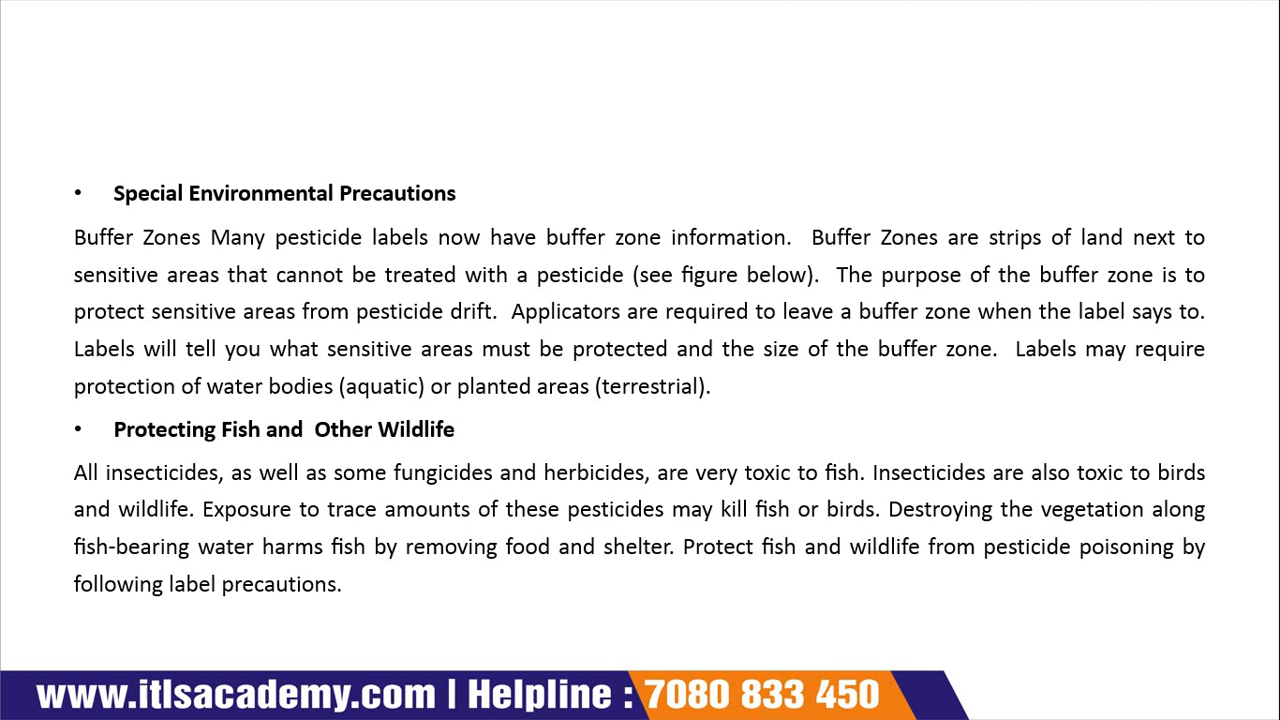 • Special Environmental Precautions
Buffer Zones Many pesticide labels now have buffer zone information.  Buffer Zones are strips of land next to
sensitive areas that cannot be treated with a pesticide (see figure below).  The purpose of the buffer zone is to
protect sensitive areas from pesticide drift.  Applicators are required to leave a buffer zone when the label says to.
Labels will tell you what sensitive areas must be protected and the size of the buffer zone.  Labels may require
protection of water bodies (aquatic) or planted areas (terrestrial).
• Protecting Fish and  Other Wildlife
All insecticides, as well as some fungicides and herbicides, are very toxic to fish. Insecticides are also toxic to birds
and wildlife. Exposure to trace amounts of these pesticides may kill fish or birds. Destroying the vegetation along
fish-bearing water harms fish by removing food and shelter. Protect fish and wildlife from pesticide poisoning by
following label precautions.
www.itlsacademy.com | Helpline : 7080 833 450